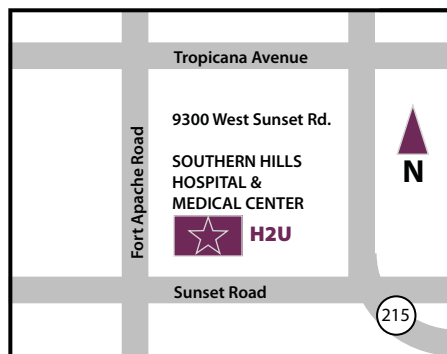 Tropicana Avenue
9300 West Sunset Rd.
Fort Apache Road
SOUTHERN HILLS
HOSPITAL &
MEDICAL CENTER
H2U
N
Sunset Road
215